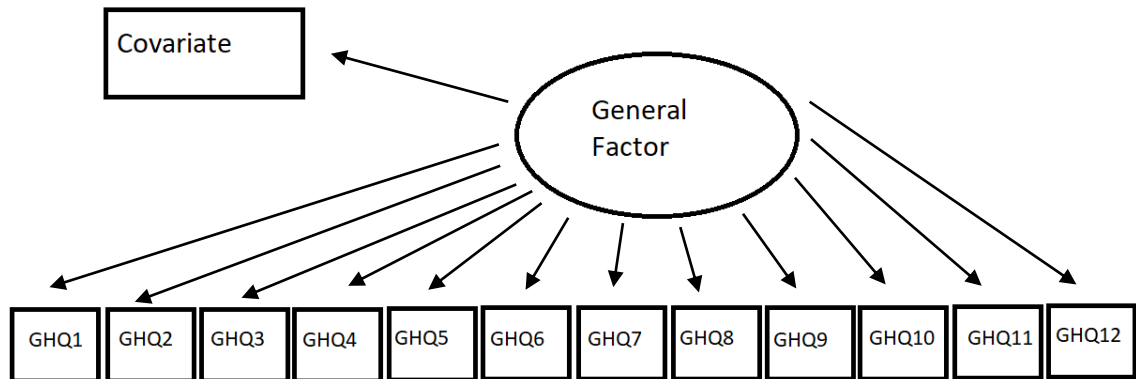 Covariate
General
Factor
GHQ1 GHQ2 GHQ3 GHQ4 GHQ5 GHQ6 GHQ7 GHQ8 GHQ9 GHQ10 GHQ11 GHQ12